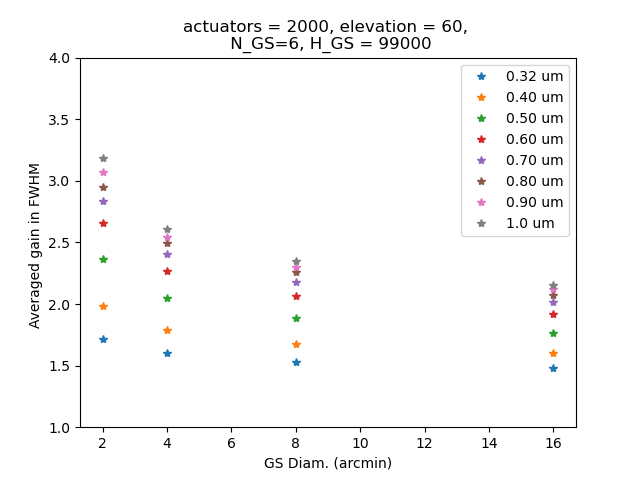 actuators = 2000, elevation = 60,
N_GS=6, H_GS = 99000
4.0
3.5
3.0
2.5
2.0
1.5
1.0
Averaged gain in FWHM
0.32 um
0.40 um
0.50 um
0.60 um
0.70 um
0.80 um
0.90 um
1.0 um
2 4 6 8 10 12 14 16
GS Diam. (arcmin)